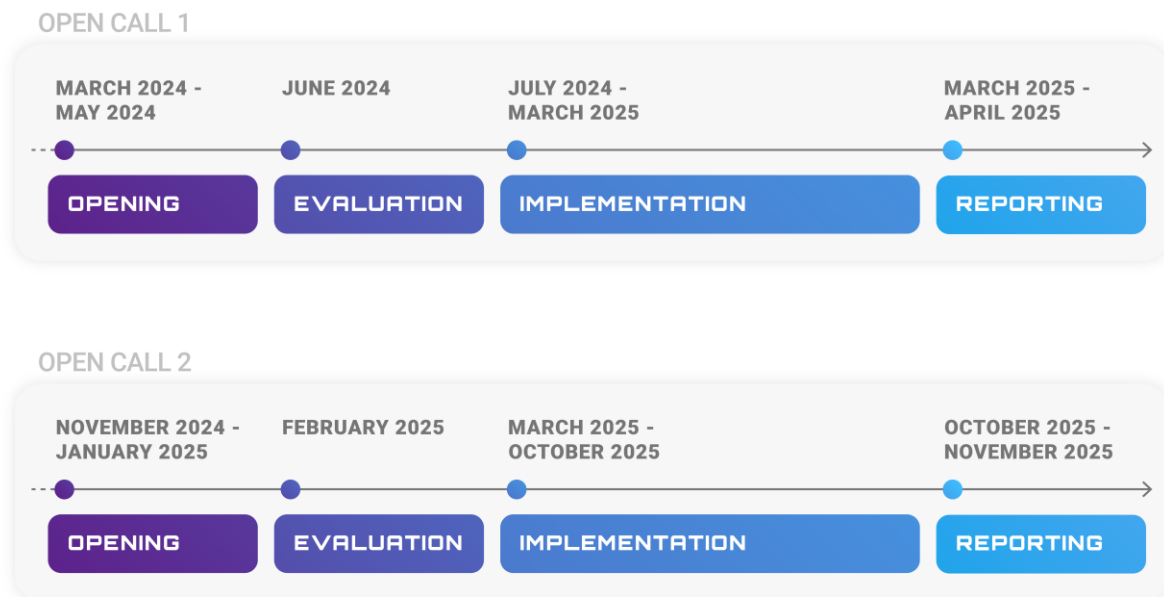 OPEN CALL 1
MARCH 2024 - JUNE 2024 JULY 2024 - MARCH 2025 -
MAY 2024 MARCH 2025 APRIL 2025
OPENING EVALUATION IMPLEMENTATION REPORTING
OPEN CALL 2
NOVEMBER 2024 - FEBRUARY 2025 MARCH 2025 - OCTOBER 2025 -
JANUARY 2025 OCTOBER 2025 NOVEMBER 2025
OPENING EVALUATION IMPLEMENTATION REPORTING